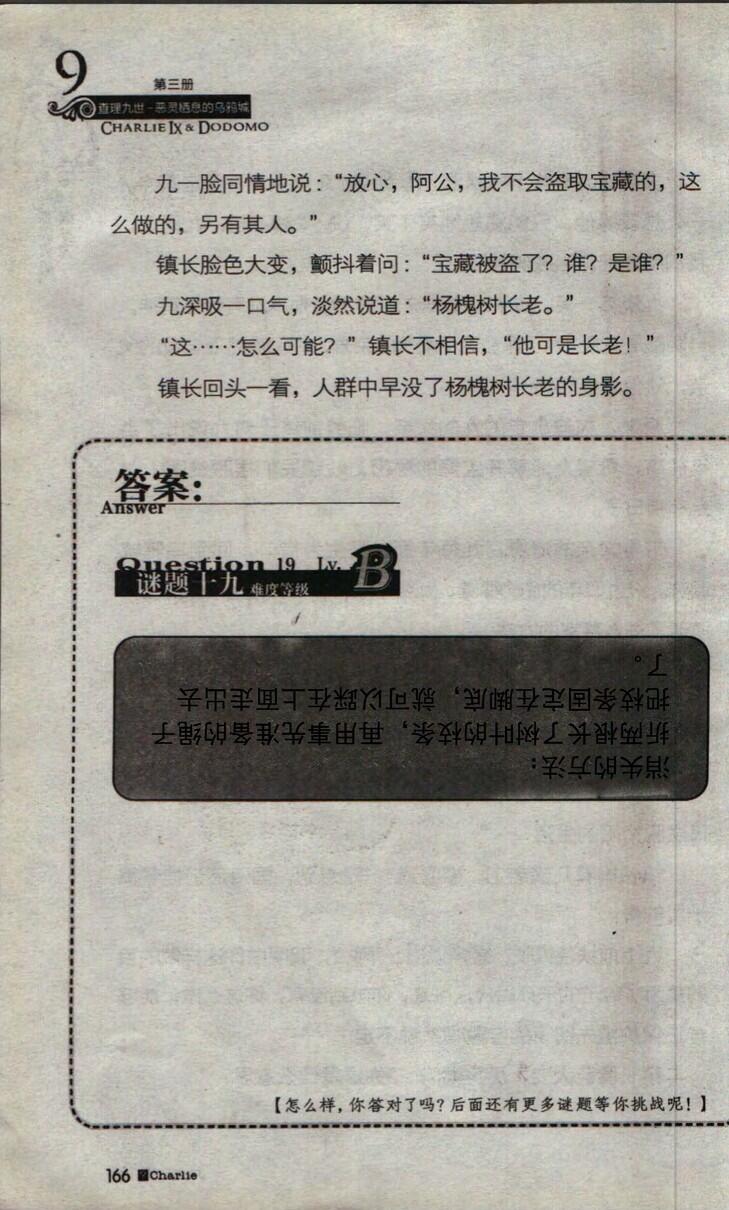 9
第三册
查理九世-恶灵栖息的乌鸦城
CHARLIE IX & DODOMO
九一脸同情地说：“放心，阿公，我不会盗取宝藏的，这
么做的，另有其人。”
镇长脸色大变，颤抖着问：“宝藏被盗了？谁？是谁？”
九深吸一口气，淡然说道：“杨槐树长老。”
“这……怎么可能？”镇长不相信，“他可是长老！”
镇长回头一看，人群中早没了杨槐树长老的身影。
答案：
Answer
Question 19 Lv. B
谜题十九 难度等级
消失的方法：
折两根长了树叶的枝条，再用事先准备的绳子
把枝条固定在脚底，就可以踩在上面走出去
了。
【怎么样，你答对了吗？后面还有更多谜题等你挑战呢！】
166 Charlie